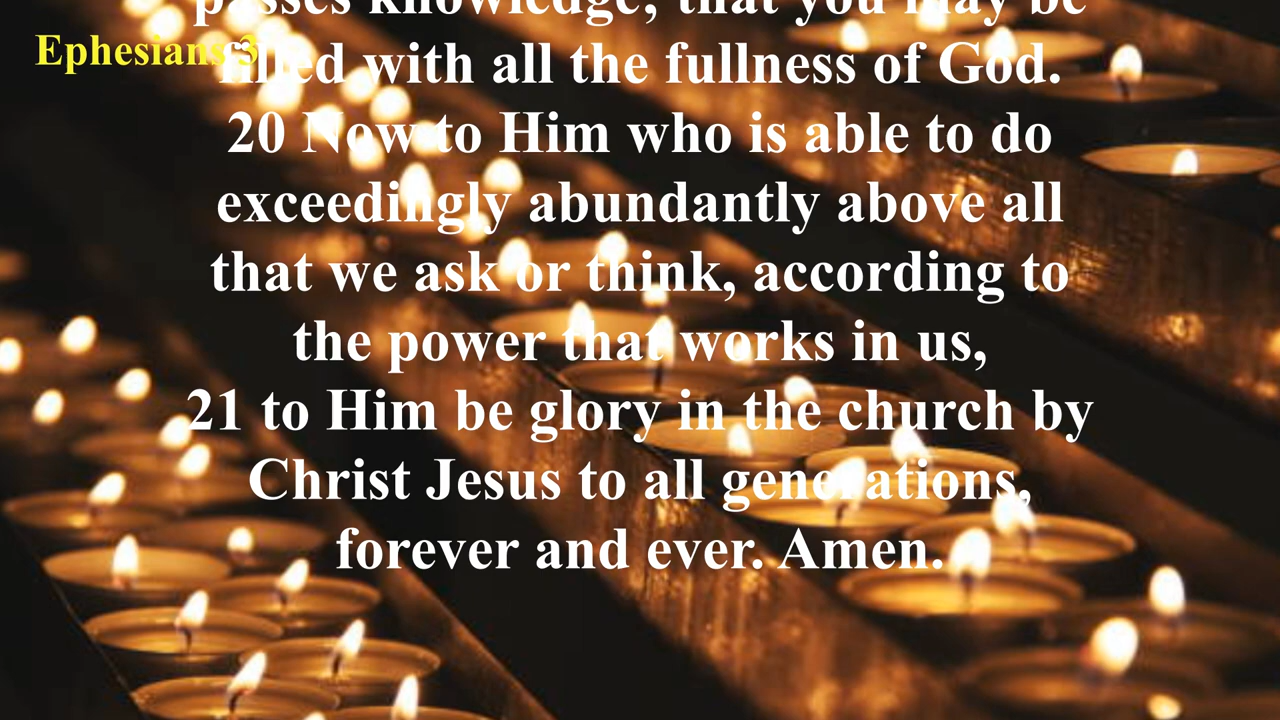 passes knowledge; that you may be
Ephesians 3
filled with all the fullness of God.
20 Now to Him who is able to do
exceedingly abundantly above all
that we ask or think, according to
the power that works in us,
21 to Him be glory in the church by
Christ Jesus to all generations,
forever and ever. Amen.